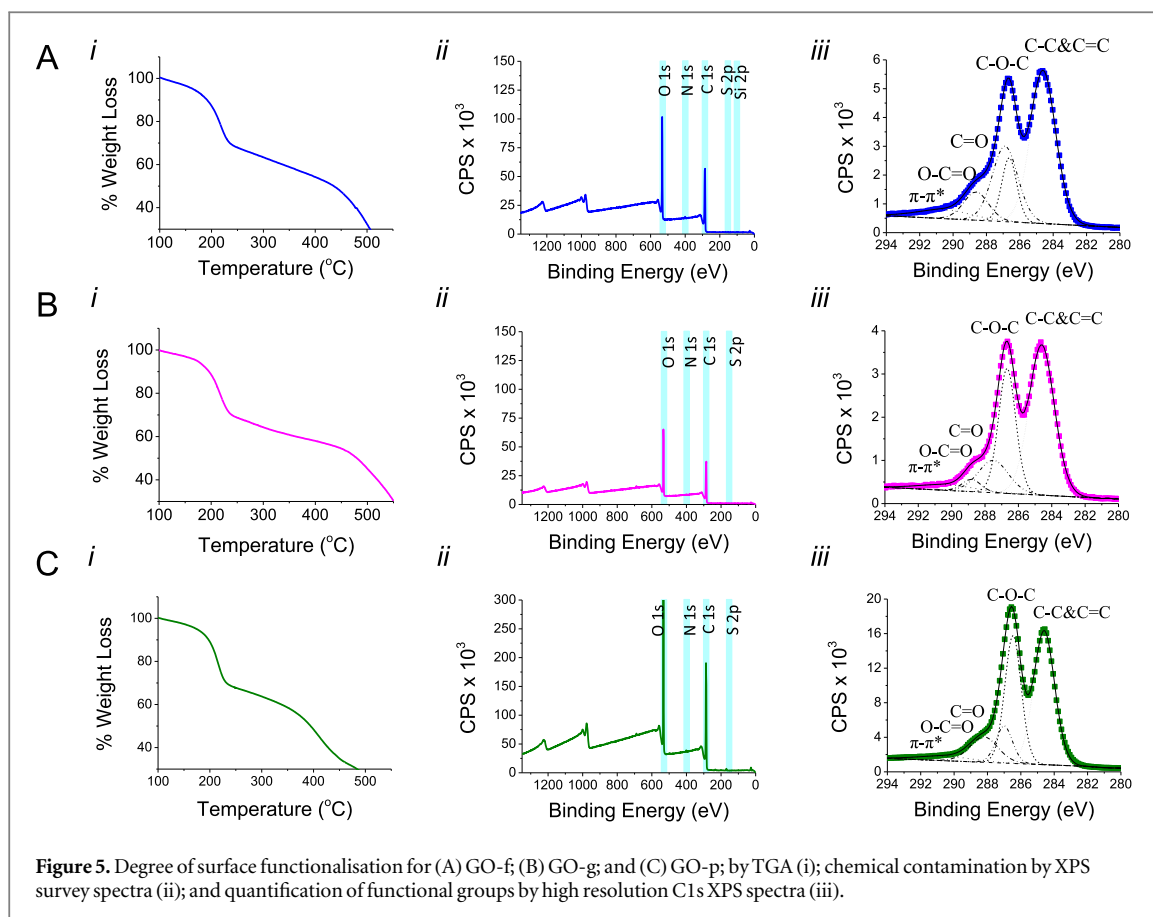 A
i
100
80
60
40
% Weight Loss
100 200 300 400 500
Temperature (°C)
ii
150
125
100
75
50
25
0
CPS x 10³
O 1s
N 1s
C 1s
S 2p
Si 2p
1200 1000 800 600 400 200 0
Binding Energy (eV)
iii
C-C&C=C
C-O-C
C=O
O-C=O
π-π*
6
5
4
3
2
1
0
CPS x 10³
294 292 290 288 286 284 282 280
Binding Energy (eV)
B
i
100
80
60
40
% Weight Loss
100 200 300 400 500
Temperature (°C)
ii
150
125
100
75
50
25
0
CPS x 10³
O 1s
N 1s
C 1s
S 2p
1200 1000 800 600 400 200 0
Binding Energy (eV)
iii
C-O-C
C-C&C=C
C=O
O-C=O
π-π*
4
3
2
1
0
CPS x 10³
294 292 290 288 286 284 282 280
Binding Energy (eV)
C
i
100
80
60
40
% Weight Loss
100 200 300 400 500
Temperature (°C)
ii
300
250
200
150
100
50
0
CPS x 10³
O 1s
N 1s
C 1s
S 2p
1200 1000 800 600 400 200 0
Binding Energy (eV)
iii
C-O-C
C-C&C=C
C=O
O-C=O
π-π*
20
16
12
8
4
0
CPS x 10³
294 292 290 288 286 284 282 280
Binding Energy (eV)
Figure 5. Degree of surface functionalisation for (A) GO-f; (B) GO-g; and (C) GO-p; by TGA (i); chemical contamination by XPS
survey spectra (ii); and quantification of functional groups by high resolution C1s XPS spectra (iii).